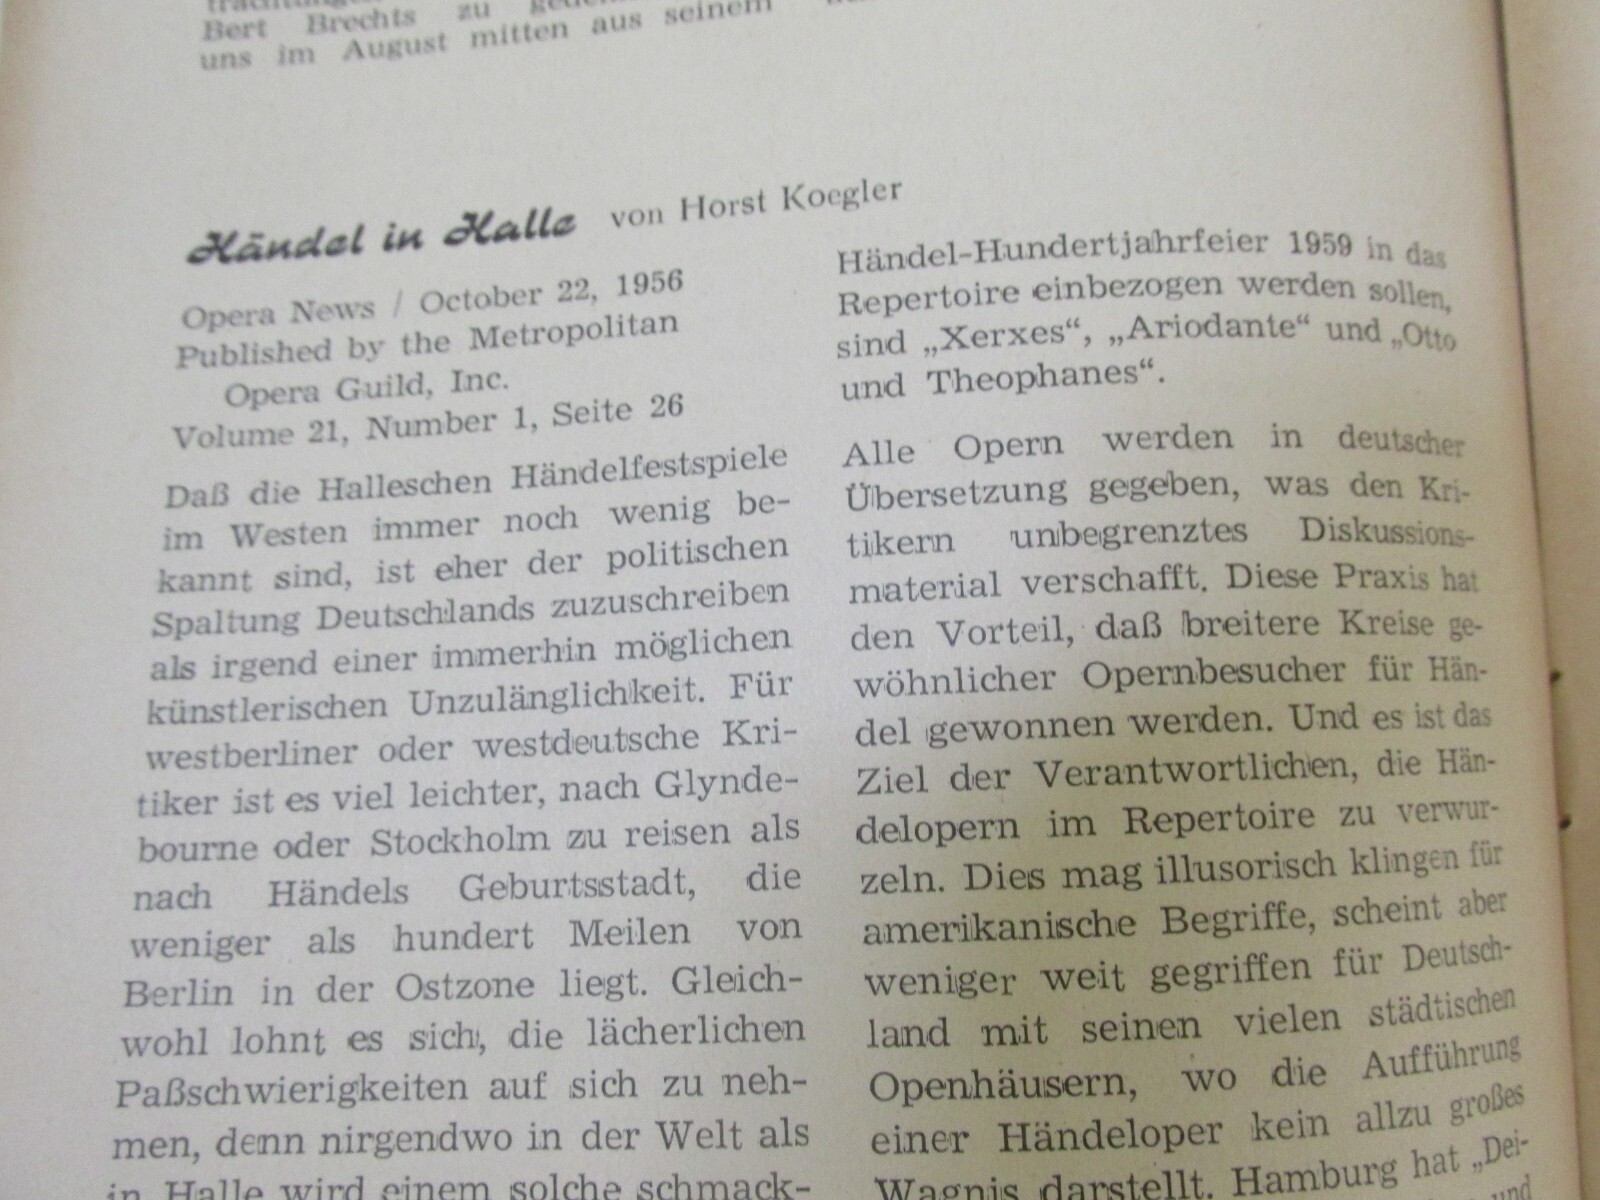 Bert Brechts zu
uns im August mitten aus seinem
Händel in Halle von Horst Koegler
Opera News / October 22, 1956
Published by the Metropolitan
Opera Guild, Inc.
Volume 21, Number 1, Seite 26
Daß die Halleschen Händelfestspiele
im Westen immer noch wenig be-
kannt sind, ist eher der politischen
Spaltung Deutschlands zuzuschreiben
als irgend einer immerhin möglichen
künstlerischen Unzulänglichkeit. Für
westberliner oder westdeutsche Kri-
tiker ist es viel leichter, nach Glynde-
bourne oder Stockholm zu reisen als
nach Händels Geburtsstadt, die
weniger als hundert Meilen von
Berlin in der Ostzone liegt. Gleich-
wohl lohnt es sich, die lächerlichen
Paßschwierigkeiten auf sich zu neh-
men, denn nirgendwo in der Welt als
in Halle wird einem solche schmack-
Händel-Hundertjahrfeier 1959 in das
Repertoire einbezogen werden sollen,
sind „Xerxes“, „Ariodante“ und „Otto
und Theophanes“.
Alle Opern werden in deutscher
Übersetzung gegeben, was den Kri-
tikern unbegrenztes Diskussions-
material verschafft. Diese Praxis hat
den Vorteil, daß breitere Kreise ge-
wöhnlicher Opernbesucher für Hän-
del gewonnen werden. Und es ist das
Ziel der Verantwortlichen, die Hän-
delopern im Repertoire zu verwur-
zeln. Dies mag illusorisch klingen für
amerikanische Begriffe, scheint aber
weniger weit gegriffen für Deutsch-
land mit seinen vielen städtischen
Openhäusern, wo die Aufführung
einer Händeloper kein allzu großes
Wagnis darstellt. Hamburg hat „Dei-
und